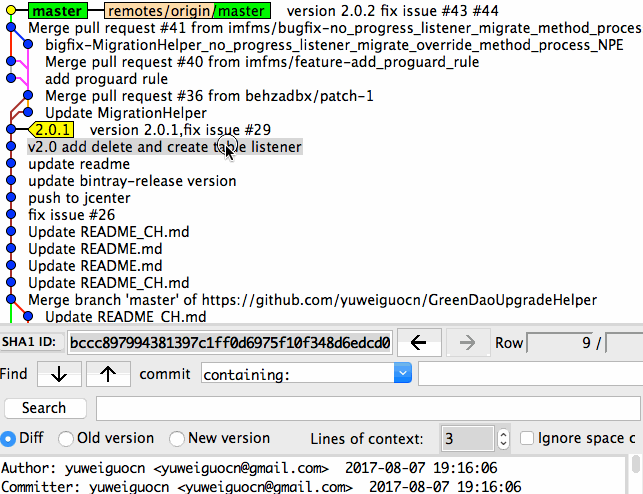 master remotes/origin/master version 2.0.2 fix issue #43 #44
Merge pull request #41 from imfms/bugfix-no_progress_listener_migrate_method_proces
bigfix-MigrationHelper_no_progress_listener_migrate_override_method_process_NPE
Merge pull request #40 from imfms/feature-add_proguard_rule
add proguard rule
Merge pull request #36 from behzadbx/patch-1
Update MigrationHelper
2.0.1 version 2.0.1,fix issue #29
v2.0 add delete and create table listener
update readme
update bintray-release version
push to jcenter
fix issue #26
Update README_CH.md
Update README.md
Update README.md
Update README_CH.md
Merge branch 'master' of https://github.com/yuweiguocn/GreenDaoUpgradeHelper
Update README_CH.md
SHA1 ID: bccc897994381397c1ff0d6975f10f348d6edcd0 Row 9 /
Find commit containing:
Search
Diff Old version New version Lines of context: 3 Ignore space c
Author: yuweiguocn <yuweiguocn@gmail.com> 2017-08-07 19:16:06
Committer: yuweiguocn <yuweiguocn@gmail.com> 2017-08-07 19:16:06